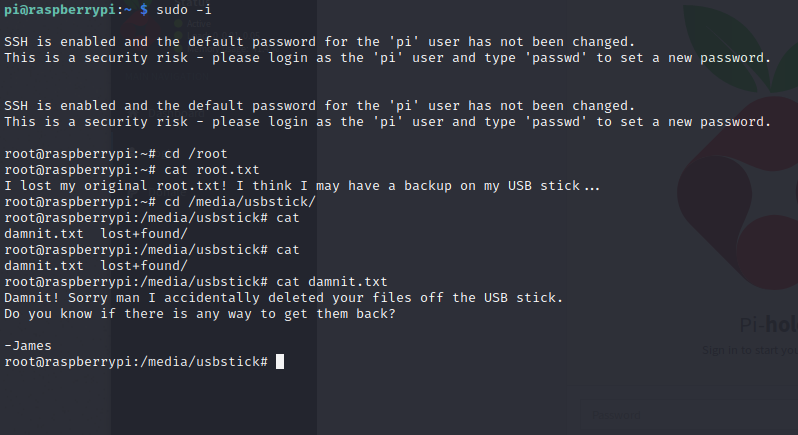 pi@raspberrypi:~ $ sudo -i
SSH is enabled and the default password for the 'pi' user has not been changed.
This is a security risk - please login as the 'pi' user and type 'passwd' to set a new password.
SSH is enabled and the default password for the 'pi' user has not been changed.
This is a security risk - please login as the 'pi' user and type 'passwd' to set a new password.
root@raspberrypi:~# cd /root
root@raspberrypi:~# cat root.txt
I lost my original root.txt! I think I may have a backup on my USB stick...
root@raspberrypi:~# cd /media/usbstick/
root@raspberrypi:/media/usbstick# cat
damnit.txt  lost+found/
root@raspberrypi:/media/usbstick# cat
damnit.txt  lost+found/
root@raspberrypi:/media/usbstick# cat damnit.txt
Damnit! Sorry man I accidentally deleted your files off the USB stick.
Do you know if there is any way to get them back?
-James
root@raspberrypi:/media/usbstick#
Pi-hol
Sign in to start you